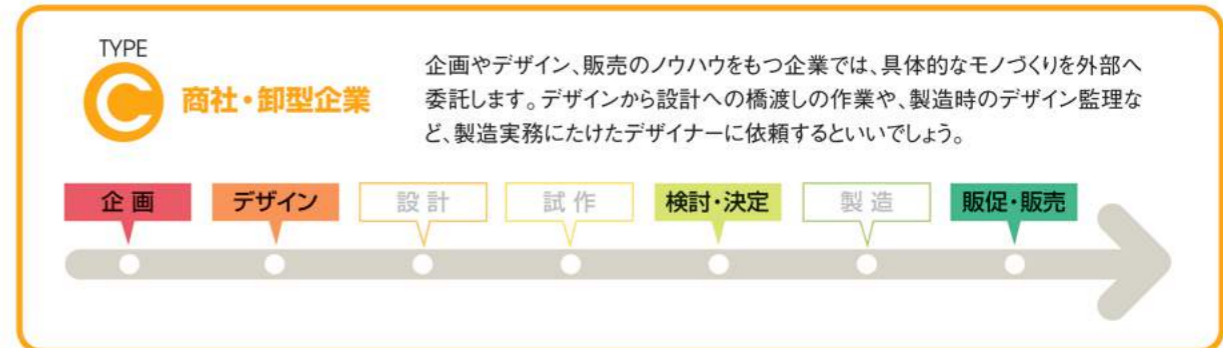 TYPE
C 商社・卸型企業
企画やデザイン、販売のノウハウをもつ企業では、具体的なモノづくりを外部へ
委託します。デザインから設計への橋渡しの作業や、製造時のデザイン監理な
ど、製造実務にたけたデザイナーに依頼するといいでしょう。
企画 デザイン 設計 試作 検討・決定 製造 販促・販売